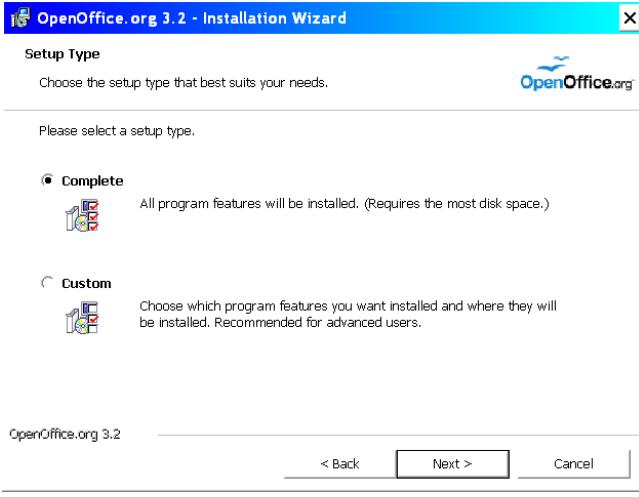 OpenOffice.org 3.2 - Installation Wizard
Setup Type
Choose the setup type that best suits your needs.
OpenOffice.org
Please select a setup type.
Complete
All program features will be installed. (Requires the most disk space.)
Custom
Choose which program features you want installed and where they will
be installed. Recommended for advanced users.
OpenOffice.org 3.2
< Back Next > Cancel